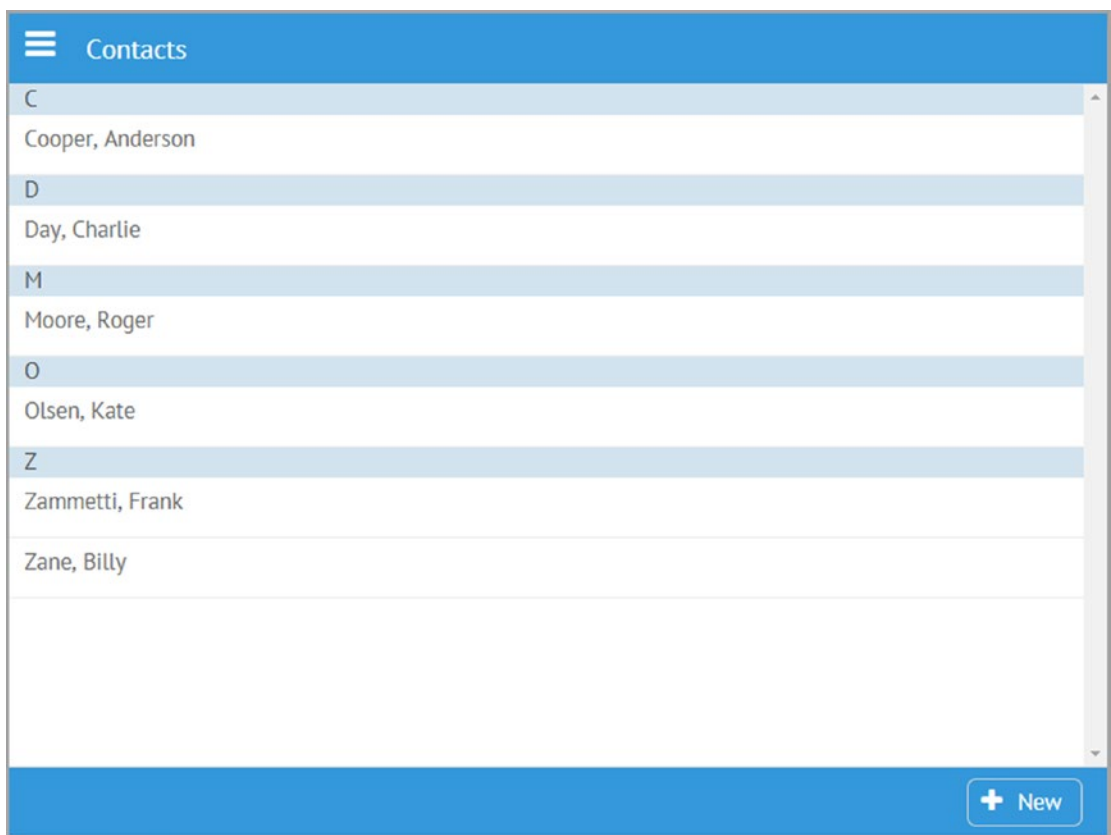 Contacts
C
Cooper, Anderson
D
Day, Charlie
M
Moore, Roger
O
Olsen, Kate
Z
Zammetti, Frank
Zane, Billy
New